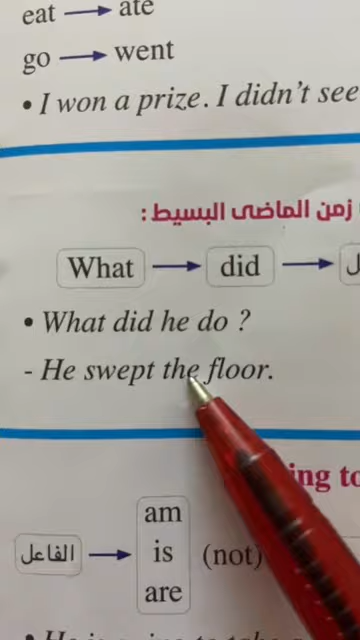 eat → ate
go → went
• I won a prize. I didn't see
زمن الماضى البسيط :
What → did →
• What did he do ?
- He swept the floor.
ing to
الفاعل → am is are (not)